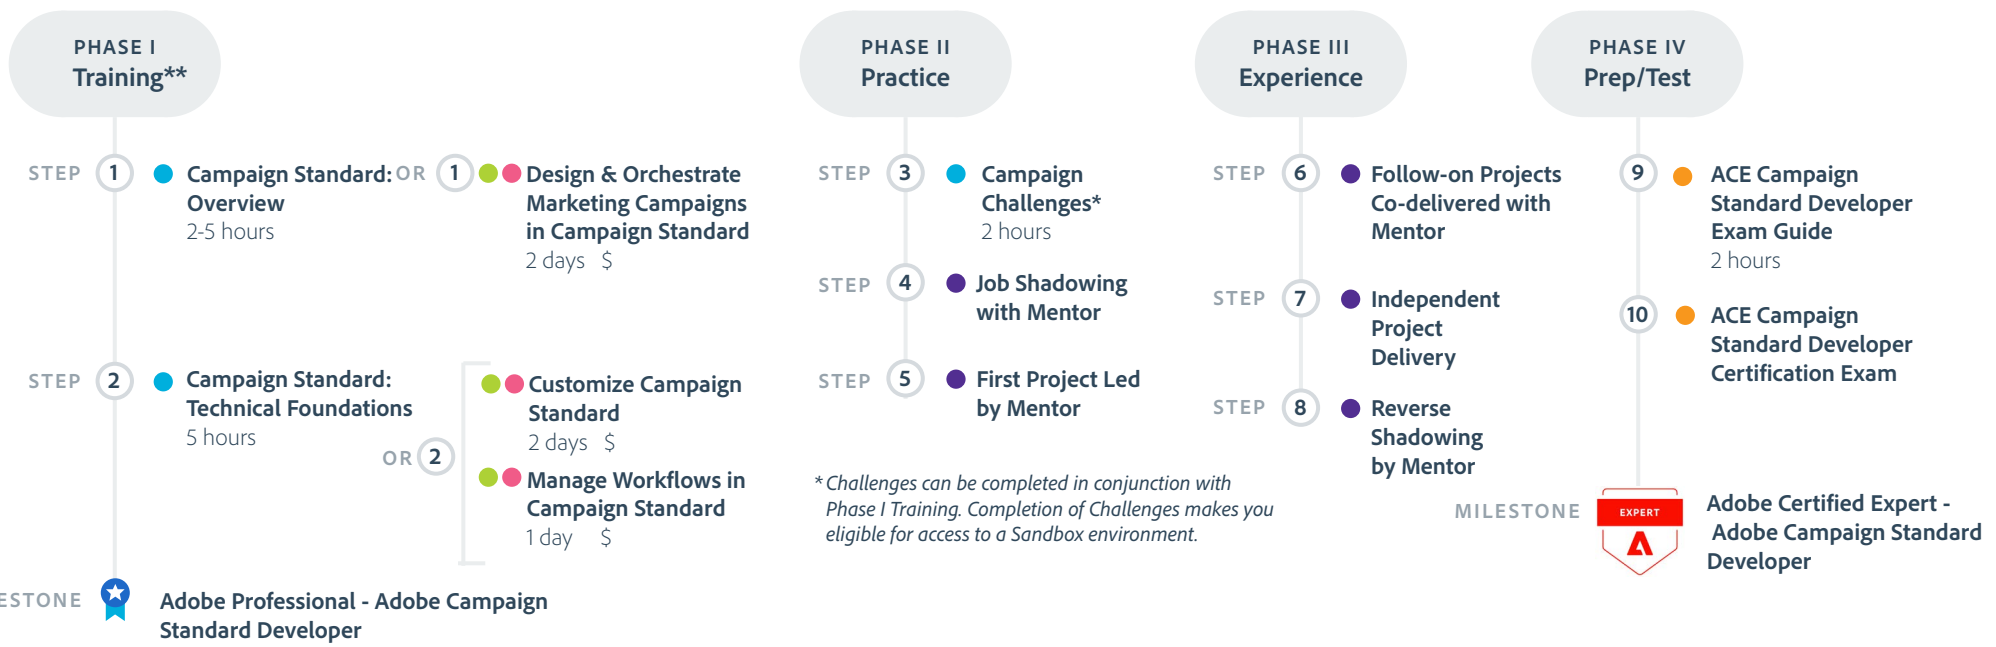 PHASE I
Training**
STEP 1 Campaign Standard:
Overview
2-5 hours
OR 1 Design & Orchestrate
Marketing Campaigns
in Campaign Standard
2 days $
STEP 2 Campaign Standard:
Technical Foundations
5 hours
OR 2
Customize Campaign
Standard
2 days $
Manage Workflows in
Campaign Standard
1 day $
ESTONE
Adobe Professional - Adobe Campaign
Standard Developer
PHASE II
Practice
STEP 3 Campaign
Challenges*
2 hours
STEP 4 Job Shadowing
with Mentor
STEP 5 First Project Led
by Mentor
* Challenges can be completed in conjunction with
Phase I Training. Completion of Challenges makes you
eligible for access to a Sandbox environment.
PHASE III
Experience
STEP 6 Follow-on Projects
Co-delivered with
Mentor
STEP 7 Independent
Project
Delivery
STEP 8 Reverse
Shadowing
by Mentor
PHASE IV
Prep/Test
9 ACE Campaign
Standard Developer
Exam Guide
2 hours
10 ACE Campaign
Standard Developer
Certification Exam
MILESTONE
EXPERT
Adobe Certified Expert -
Adobe Campaign Standard
Developer